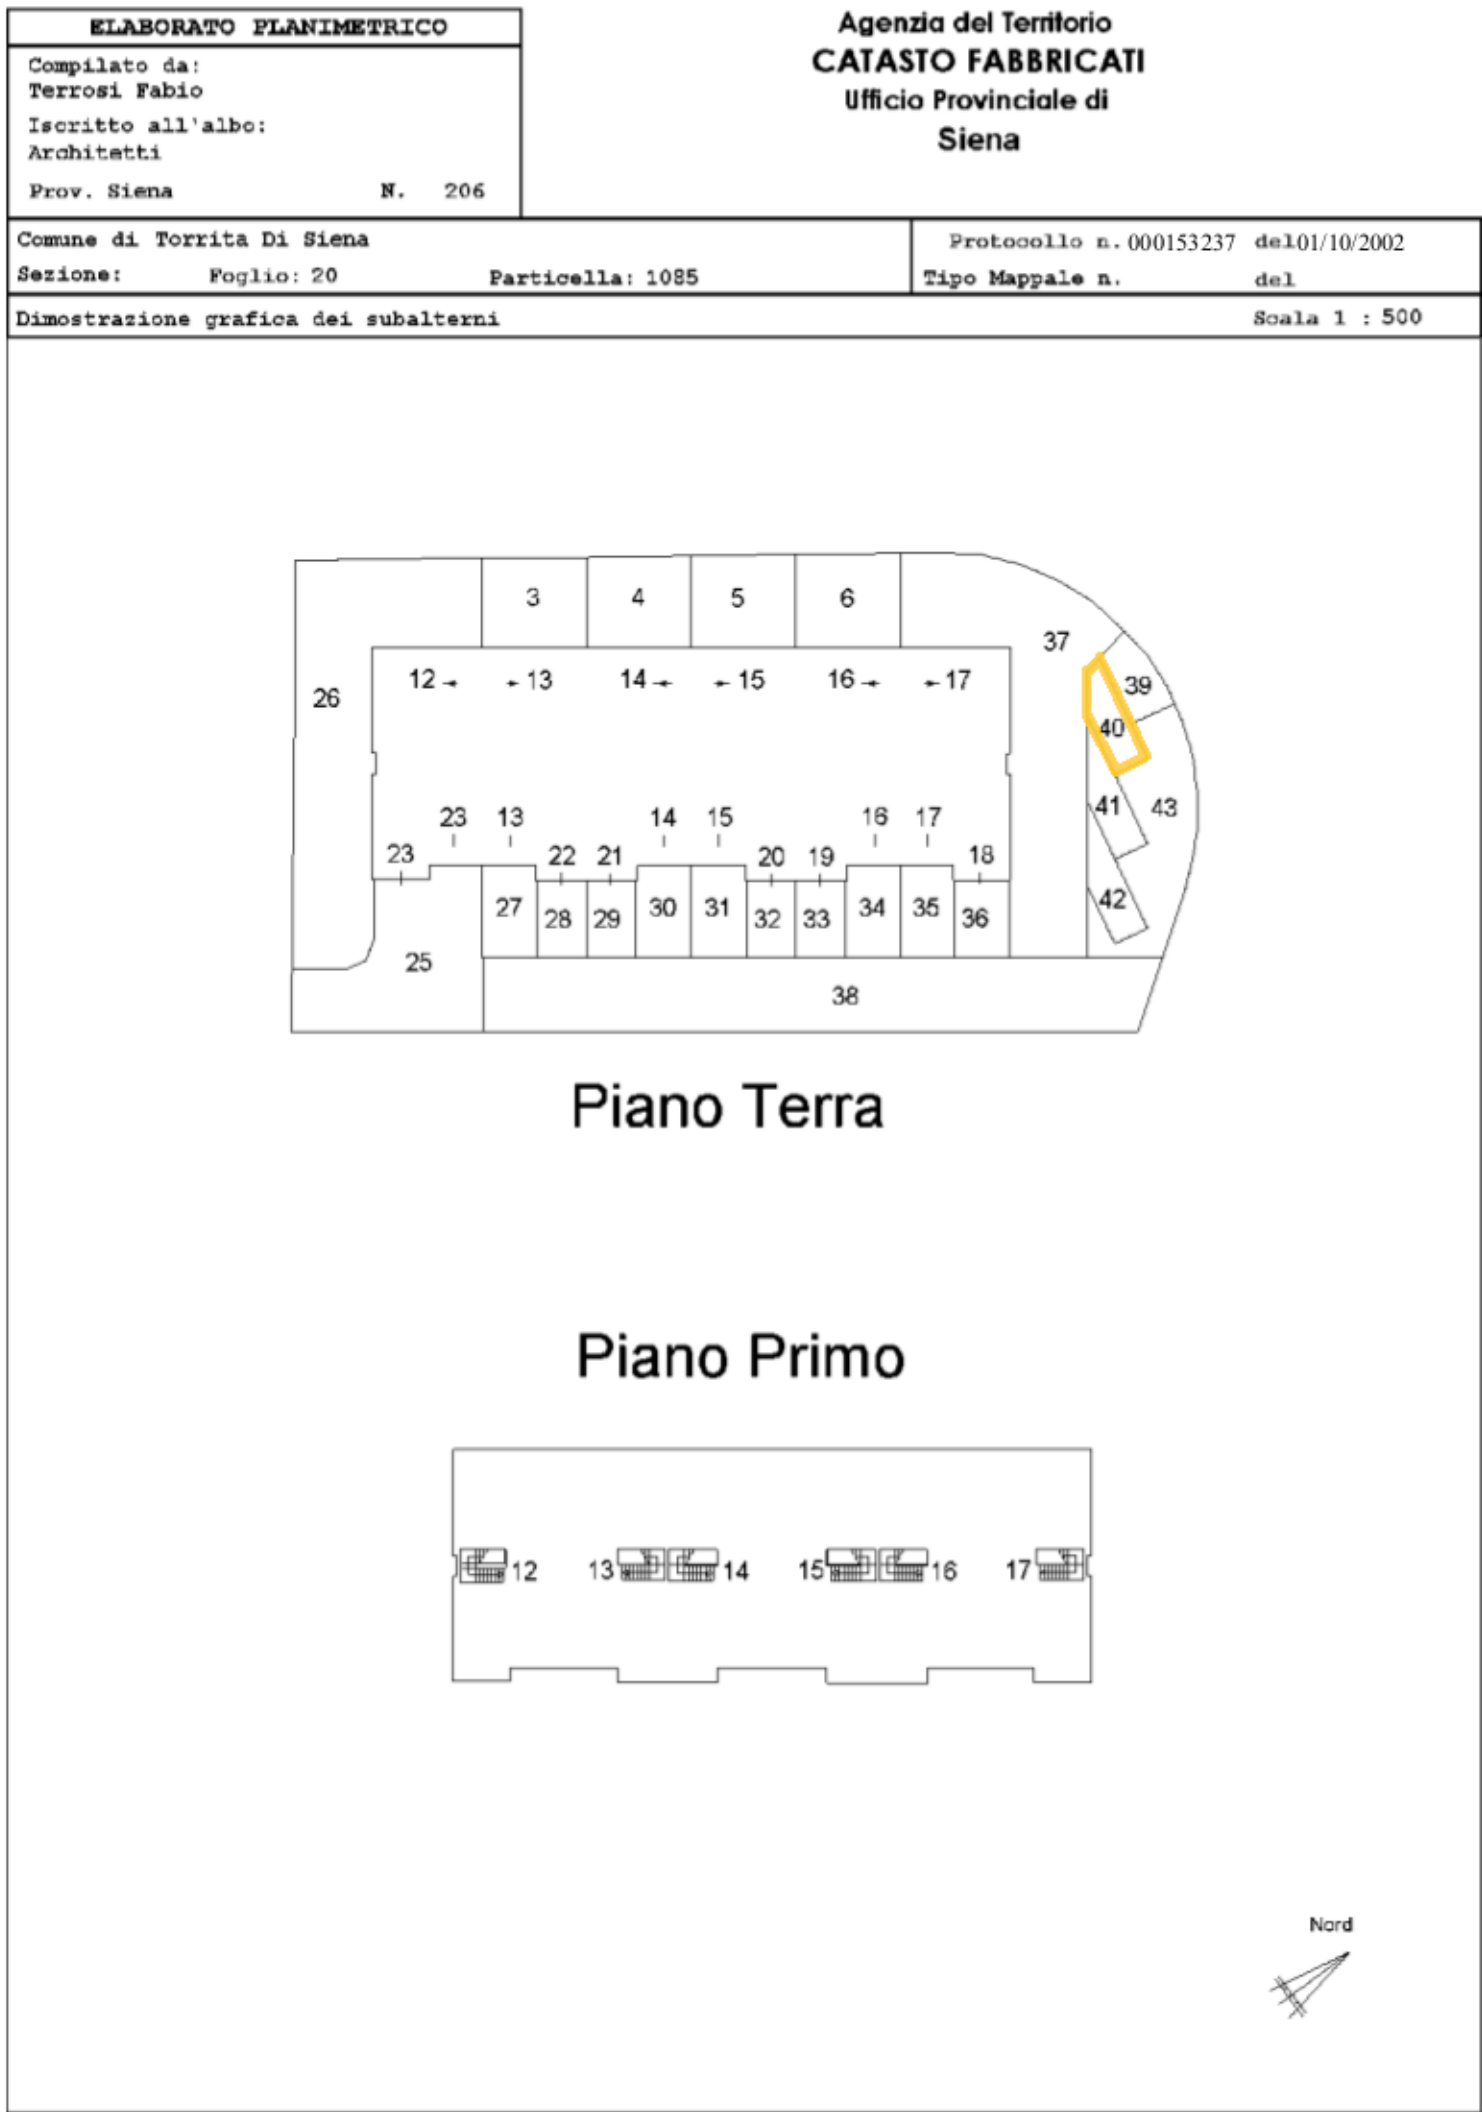 ELABORATO PLANIMETRICO
Compilato da:
Terrosi Fabio
Iscritto all'albo:
Architetti
Prov. Siena N. 206
Agenzia del Territorio
CATASTO FABBRICATI
Ufficio Provinciale di
Siena
Comune di Torrita Di Siena
Sezione: Foglio: 20 Particella: 1085
Protocollo n. 000153237 del 01/10/2002
Tipo Mappale n. del
Dimostrazione grafica dei subalterni Scala 1 : 500
3 4 5 6
37
26 12 13 14 15 16 17 39
40
23 13 14 15 16 17 41 43
23 22 21 20 19 18
27 28 29 30 31 32 33 34 35 36 42
25
38
Piano Terra
Piano Primo
12 13 14 15 16 17
Nord